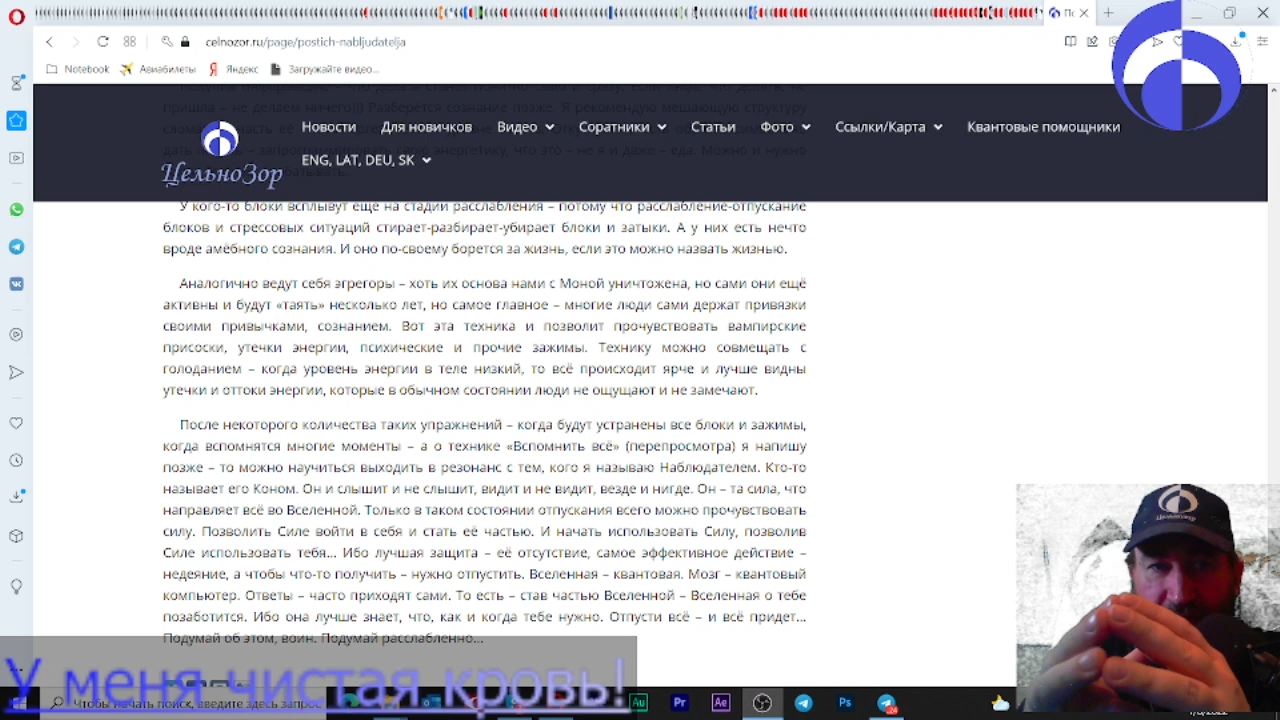 celnozor.ru/page/postich-nabljudatelja
Notebook Авиабилеты Яндекс Загружайте видео...
Новости Для новичков Видео Соратники Статьи Фото Ссылки/Карта Квантовые помощники
ENG, LAT, DEU, SK
ЦельноЗор
У кого-то блоки всплывут ещё на стадии расслабления – потому что расслабление-отпускание
блоков и стрессовых ситуаций стирает-разбирает-убирает блоки и затыки. А у них есть нечто
вроде амёбного сознания. И оно по-своему борется за жизнь, если это можно назвать жизнью.
Аналогично ведут себя эгрегоры – хоть их основа нами с Моной уничтожена, но сами они ещё
активны и будут «таять» несколько лет, но самое главное – многие люди сами держат привязки
своими привычками, сознанием. Вот эта техника и позволит прочувствовать вампирские
присоски, утечки энергии, психические и прочие зажимы. Технику можно совмещать с
голоданием – когда уровень энергии в теле низкий, то всё происходит ярче и лучше видны
утечки и оттоки энергии, которые в обычном состоянии люди не ощущают и не замечают.
После некоторого количества таких упражнений – когда будут устранены все блоки и зажимы,
когда вспомнятся многие моменты – а о технике «Вспомнить всё» (перепросмотра) я напишу
позже – то можно научиться выходить в резонанс с тем, кого я называю Наблюдателем. Кто-то
называет его Коном. Он и слышит и не слышит, видит и не видит, везде и нигде. Он – та сила, что
направляет всё во Вселенной. Только в таком состоянии отпускания всего можно прочувствовать
силу. Позволить Силе войти в себя и стать её частью. И начать использовать Силу, позволив
Силе использовать тебя... Ибо лучшая защита – её отсутствие, самое эффективное действие –
недеяние, а чтобы что-то получить – нужно отпустить. Вселенная – квантовая. Мозг – квантовый
компьютер. Ответы – часто приходят сами. То есть – став частью Вселенной – Вселенная о тебе
позаботится. Ибо она лучше знает, что, как и когда тебе нужно. Отпусти всё – и всё придет...
Подумай об этом, воин. Подумай расслабленно...
У меня чистая кровь!
Чтобы начать поиск, введите здесь запрос
Au Pr Ae Ps